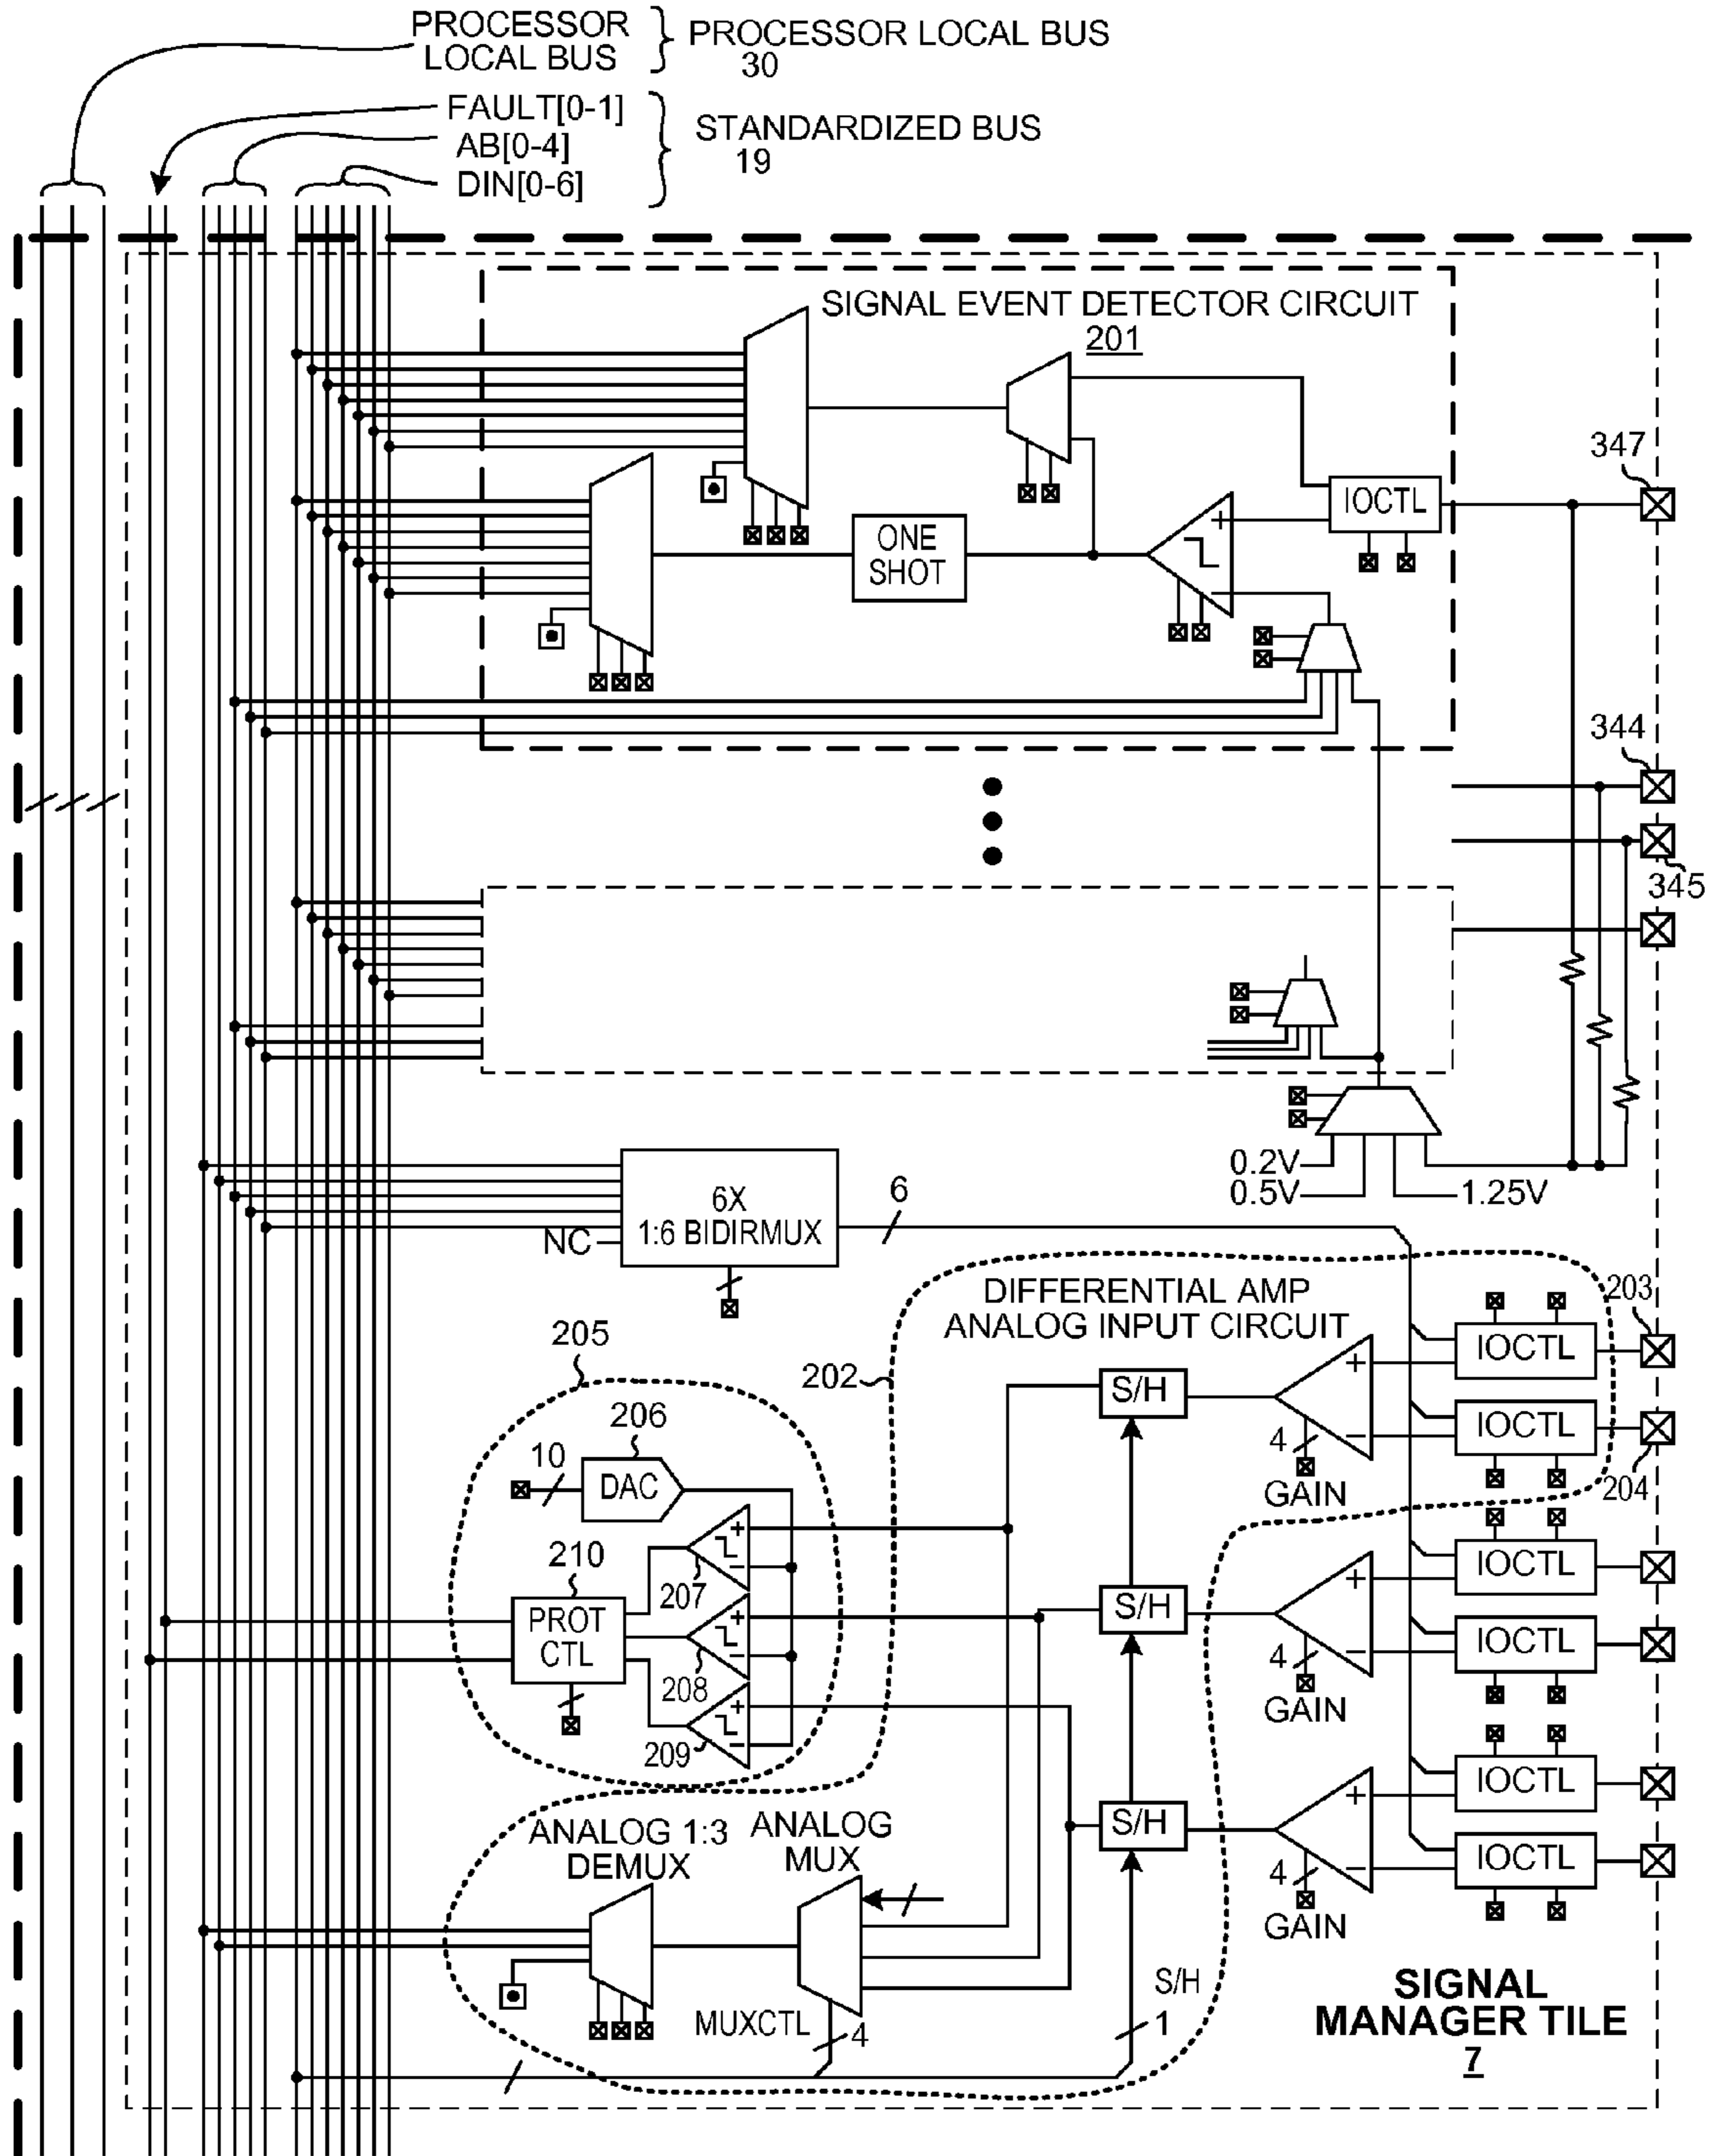 PROCESSOR
LOCAL BUS
PROCESSOR LOCAL BUS
30
FAULT[0-1]
AB[0-4]
DIN[0-6]
STANDARDIZED BUS
19
SIGNAL EVENT DETECTOR CIRCUIT
201
347
IOCTL
ONE
SHOT
+
−
344
345
0.2V
0.5V
1.25V
6X
1:6 BIDIRMUX
6
NC
DIFFERENTIAL AMP
ANALOG INPUT CIRCUIT
203
204
202
205
206
10
DAC
S/H
+
−
4
GAIN
IOCTL
IOCTL
210
PROT
CTL
+
−
207
+
−
208
+
−
209
S/H
+
−
4
GAIN
IOCTL
IOCTL
S/H
+
−
4
GAIN
IOCTL
IOCTL
ANALOG 1:3
DEMUX
ANALOG
MUX
MUXCTL
4
S/H
1
SIGNAL
MANAGER TILE
7